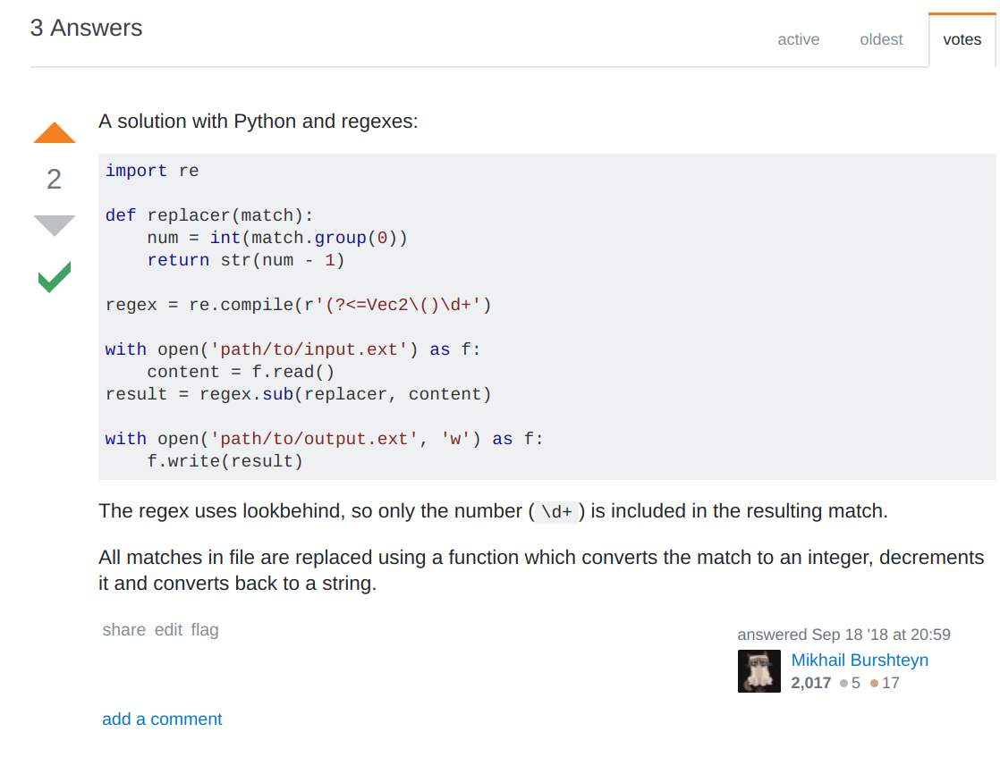 3 Answers
active oldest votes
A solution with Python and regexes:
2
import re
def replacer(match):
    num = int(match.group(0))
    return str(num - 1)
regex = re.compile(r'(?<=Vec2\()\d+')
with open('path/to/input.ext') as f:
    content = f.read()
result = regex.sub(replacer, content)
with open('path/to/output.ext', 'w') as f:
    f.write(result)
The regex uses lookbehind, so only the number ( \d+ ) is included in the resulting match.
All matches in file are replaced using a function which converts the match to an integer, decrements
it and converts back to a string.
share edit flag
answered Sep 18 '18 at 20:59
Mikhail Burshteyn
2,017 ●5 ●17
add a comment